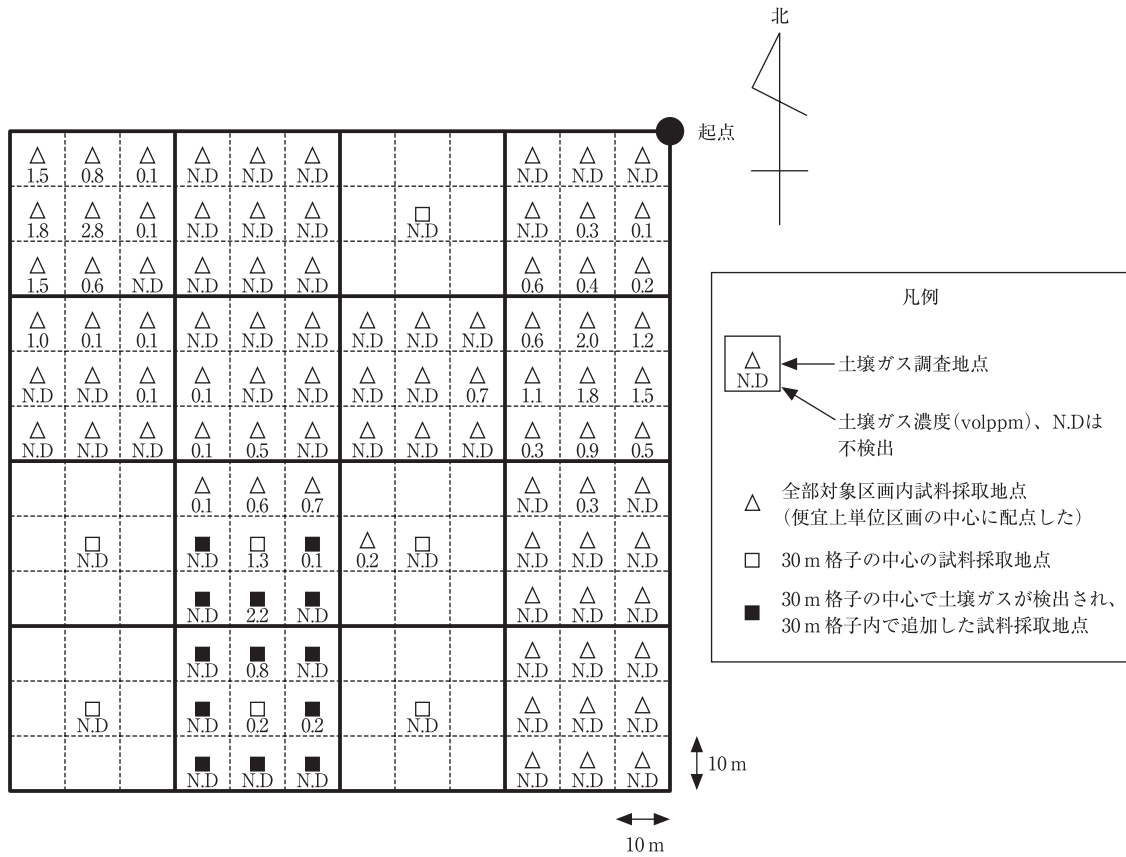 北
起点
1.5 0.8 0.1 N.D N.D N.D N.D N.D N.D
1.8 2.8 0.1 N.D N.D N.D N.D N.D 0.3 0.1
1.5 0.6 N.D N.D N.D N.D 0.6 0.4 0.2
1.0 0.1 0.1 N.D N.D N.D N.D N.D N.D 0.6 2.0 1.2
N.D N.D 0.1 0.1 N.D N.D N.D N.D 0.7 1.1 1.8 1.5
N.D N.D N.D 0.1 0.5 N.D N.D N.D N.D 0.3 0.9 0.5
0.1 0.6 0.7 N.D 0.3 N.D
N.D N.D 1.3 0.1 0.2 N.D N.D N.D N.D
N.D 2.2 N.D N.D N.D N.D
N.D 0.8 N.D N.D N.D N.D
N.D N.D 0.2 0.2 N.D N.D N.D N.D
N.D N.D N.D N.D N.D N.D
10 m
10 m
凡例
N.D
土壌ガス調査地点
土壌ガス濃度(volppm)、N.Dは
不検出
全部対象区画内試料採取地点
(便宜上単位区画の中心に配点した)
30 m 格子の中心の試料採取地点
30 m 格子の中心で土壌ガスが検出され、
30 m 格子内で追加した試料採取地点